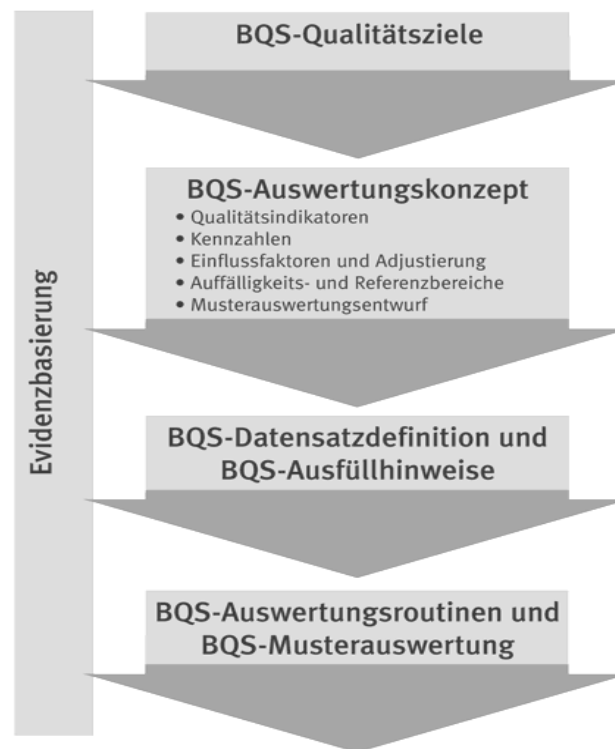 BQS-Qualitätsziele
BQS-Auswertungskonzept
• Qualitätsindikatoren
• Kennzahlen
• Einflussfaktoren und Adjustierung
• Auffälligkeits- und Referenzbereiche
• Musterauswertungsentwurf
Evidenzbasierung
BQS-Datensatzdefinition und
BQS-Ausfüllhinweise
BQS-Auswertungsroutinen und
BQS-Musterauswertung